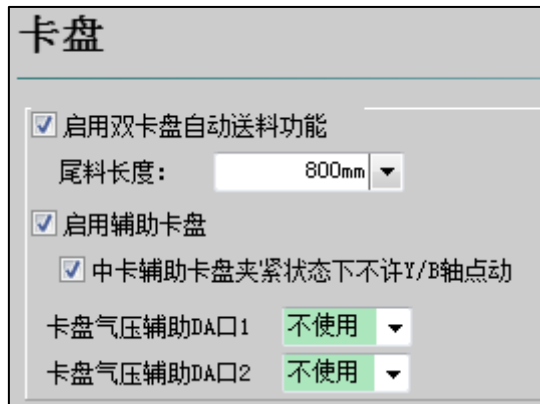 卡盘
启用双卡盘自动送料功能
尾料长度: 800mm
启用辅助卡盘
中卡辅助卡盘夹紧状态下不许Y/B轴点动
卡盘气压辅助DA口1 不使用
卡盘气压辅助DA口2 不使用